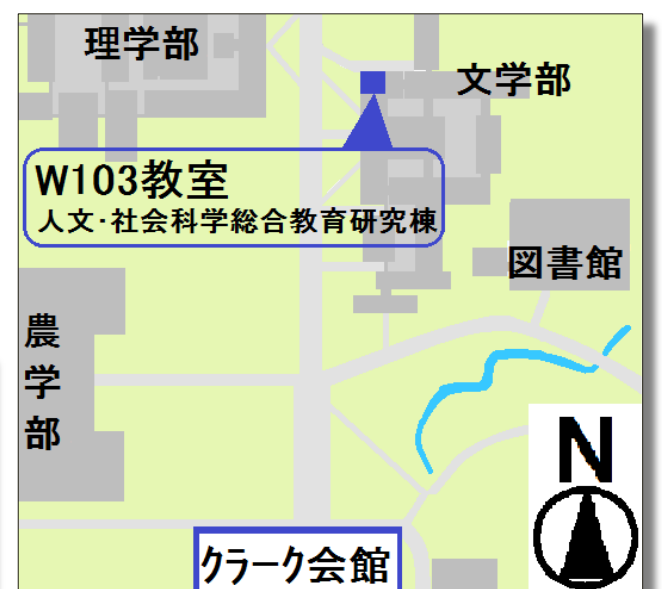 理学部
文学部
W103教室
人文・社会科学総合教育研究棟
図書館
農学部
N
クラーク会館